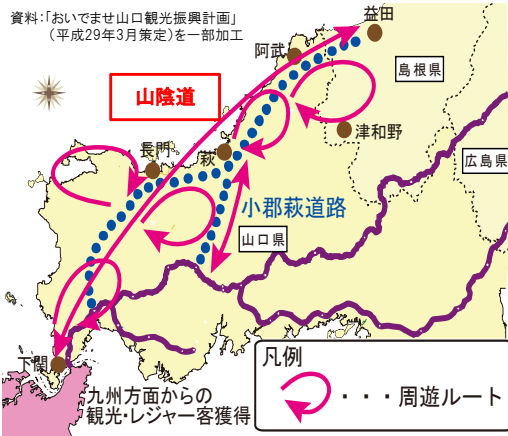 資料:「おいでませ山口観光振興計画」
(平成29年3月策定)を一部加工
益田
阿武
島根県
山陰道
津和野
長門
萩
広島県
小郡萩道路
山口県
下関
九州方面からの
観光・レジャー客獲得
凡例
・・・周遊ルート